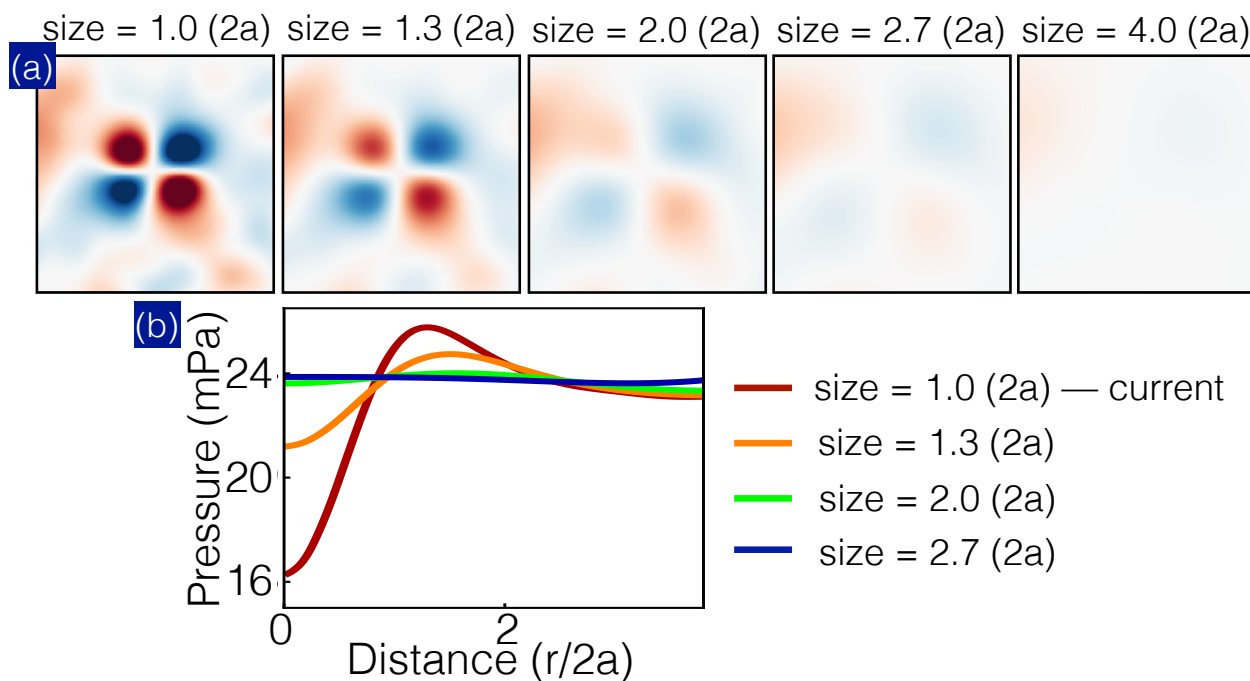 size = 1.0 (2a) size = 1.3 (2a) size = 2.0 (2a) size = 2.7 (2a) size = 4.0 (2a)
(a)
(b)
Pressure (mPa)
24
20
16
0 2
Distance (r/2a)
size = 1.0 (2a) — current
size = 1.3 (2a)
size = 2.0 (2a)
size = 2.7 (2a)